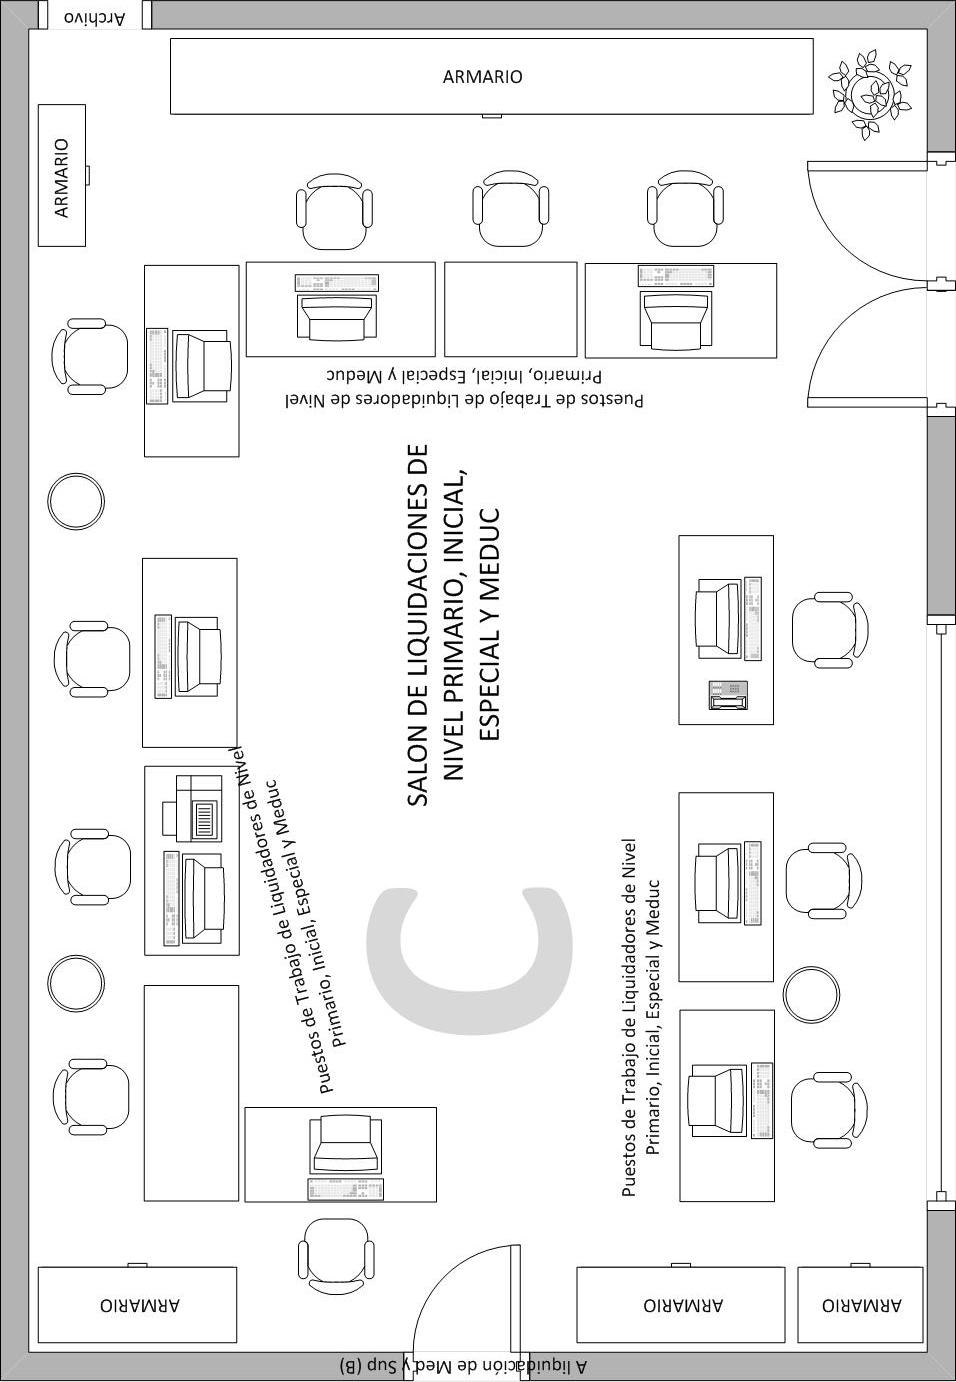 Archivo
ARMARIO
ARMARIO
Puestos de Trabajo de Liquidadores de Nivel
Primario, Inicial, Especial y Meduc
SALON DE LIQUIDACIONES DE
NIVEL PRIMARIO, INICIAL,
ESPECIAL Y MEDUC
Puestos de Trabajo de Liquidadores de Nivel
Primario, Inicial, Especial y Meduc
C
Puestos de Trabajo de Liquidadores de Nivel
Primario, Inicial, Especial y Meduc
ARMARIO
ARMARIO
ARMARIO
A liquidación de Med y Sup (B)